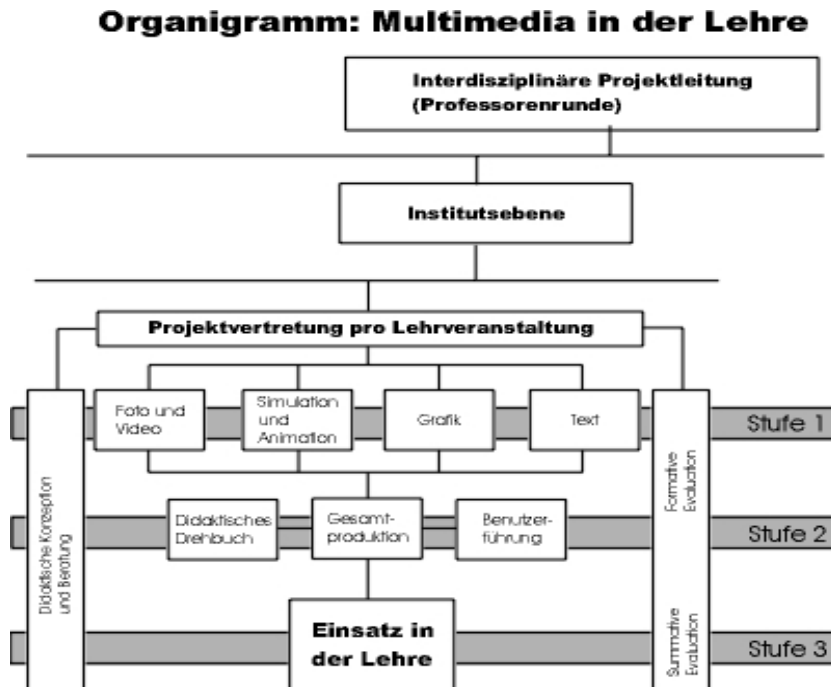 Organigramm: Multimedia in der Lehre
Interdisziplinäre Projektleitung
(Professorenrunde)
Institutsebene
Projektvertretung pro Lehrveranstaltung
Foto und
Video
Simulation
und
Animation
Grafik
Text
Stufe 1
Didaktische Konzeption
und Beratung
Formative
Evaluation
Didaktisches
Drehbuch
Gesamt-
produktion
Benutzer-
führung
Stufe 2
Einsatz in
der Lehre
Summative
Evaluation
Stufe 3